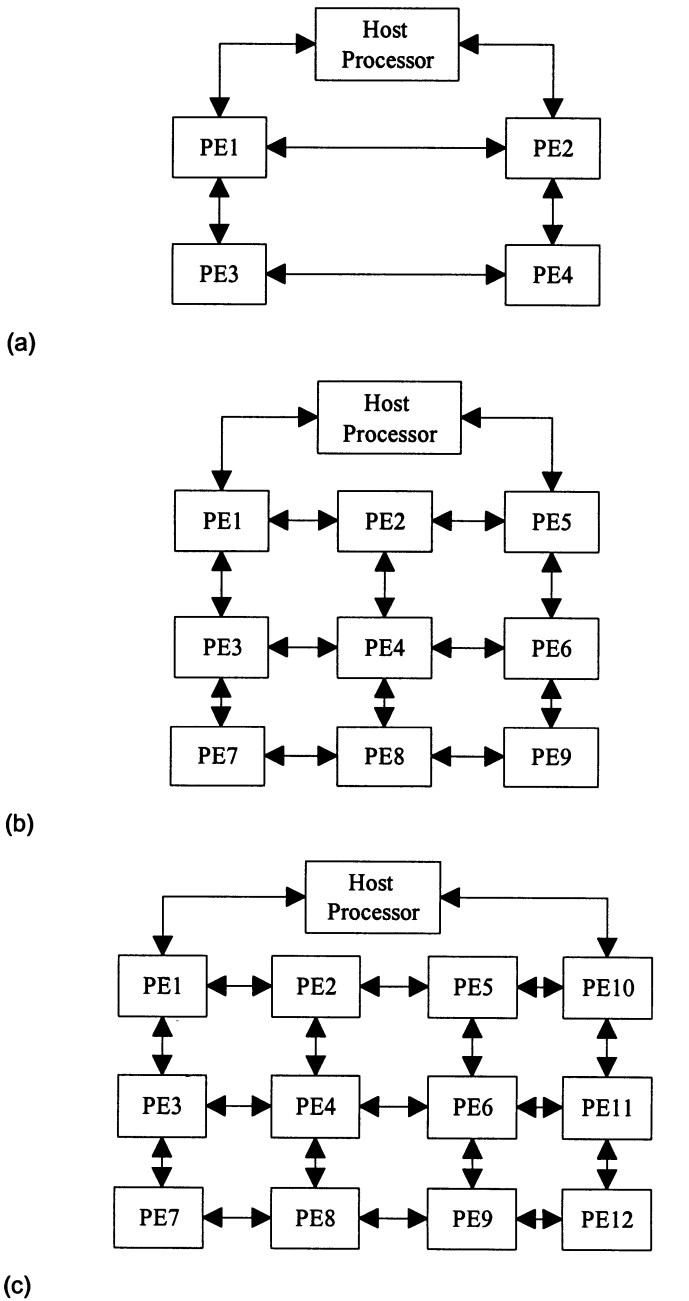 Host
Processor
PE1
PE2
PE3
PE4
(a)
Host
Processor
PE1
PE2
PE5
PE3
PE4
PE6
PE7
PE8
PE9
(b)
Host
Processor
PE1
PE2
PE5
PE10
PE3
PE4
PE6
PE11
PE7
PE8
PE9
PE12
(c)